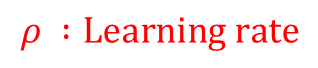 ρ : Learning rate